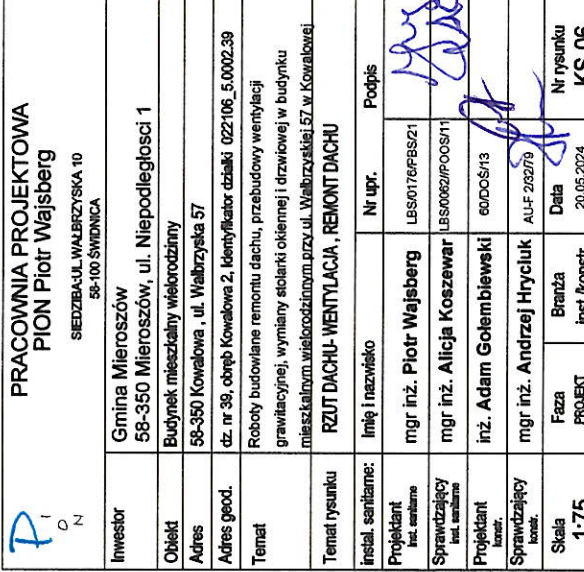 PRACOWNIA PROJEKTOWA
PION Piotr Wajsberg
SIEDZIBA:UL.WAŁBRZYSKA 10
58-100 ŚWIDNICA
P I O N
Inwestor Gmina Mieroszów
58-350 Mieroszów, ul. Niepodległosci 1
Obiekt Budynek mieszkalny wielorodzinny
Adres 58-350 Kowalowa , ul. Wałbrzyska 57
Adres geod. dz. nr 39, obręb Kowalowa 2, Identyfikator działki 022106_5.0002.39
Temat Roboty budowlane remontu dachu, przebudowy wentylacji
grawitacyjnej, wymiany stolarki okiennej i drzwiowej w budynku
mieszkalnym wielorodzinnym przy ul. Wałbrzyskiej 57 w Kowalowej
Temat rysunku RZUT DACHU- WENTYLACJA , REMONT DACHU
instal. sanitarne: Imię i nazwisko Nr upr. Podpis
Projektant inst. sanitarne mgr inż. Piotr Wajsberg LBS/0176/PBS/21
Sprawdzający inst. sanitarne mgr inż. Alicja Koszewar LBS/0062//POOS/11
Projektant konstr. inż. Adam Gołembiewski 60/DOŚ/13
Sprawdzający konstr. mgr inż. Andrzej Hryciuk AU-F 2/32/79
Skala Faza Branża Data Nr rysunku
1:75 PROJEKT inst./konstr. 20.05.2024 KS 06